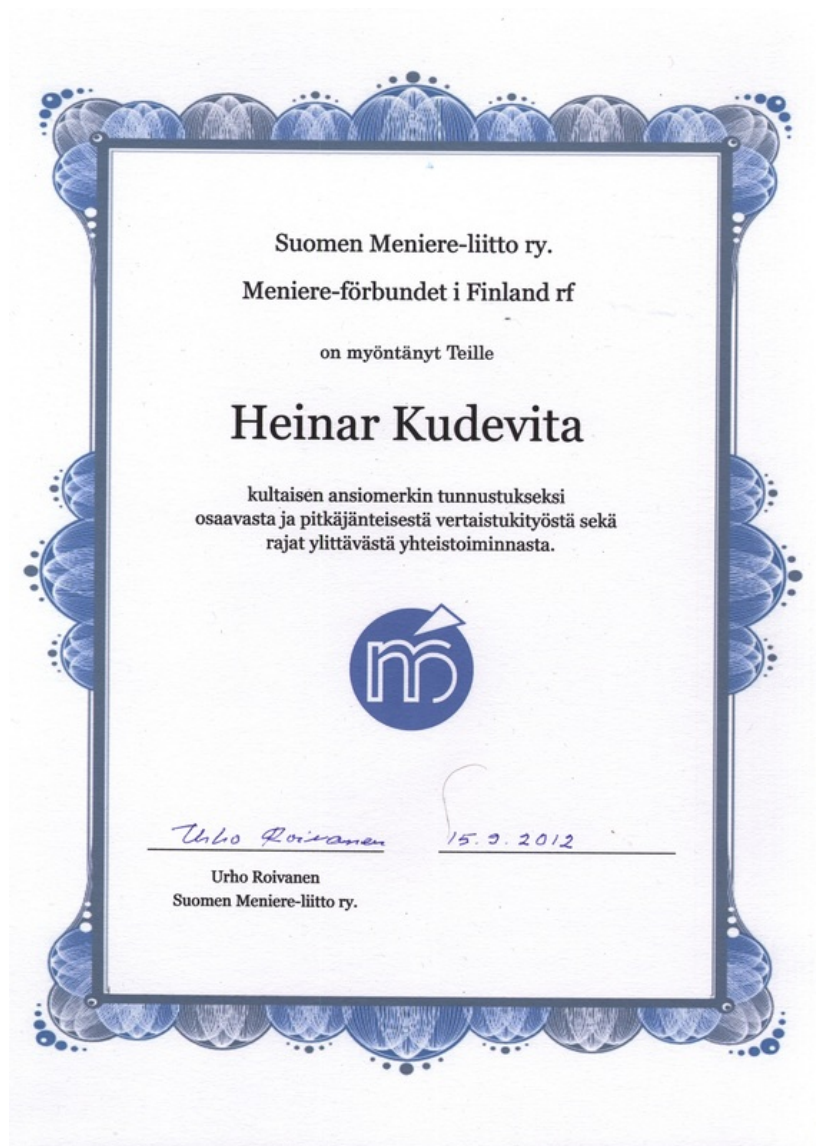 Suomen Meniere-liitto ry.
Meniere-förbundet i Finland rf
on myöntänyt Teille
Heinar Kudevita
kultaisen ansiomerkin tunnustukseksi
osaavasta ja pitkäjänteisestä vertaistukityöstä sekä
rajat ylittävästä yhteistoiminnasta.
m
Urho Roivanen 15.9.2012
Urho Roivanen
Suomen Meniere-liitto ry.